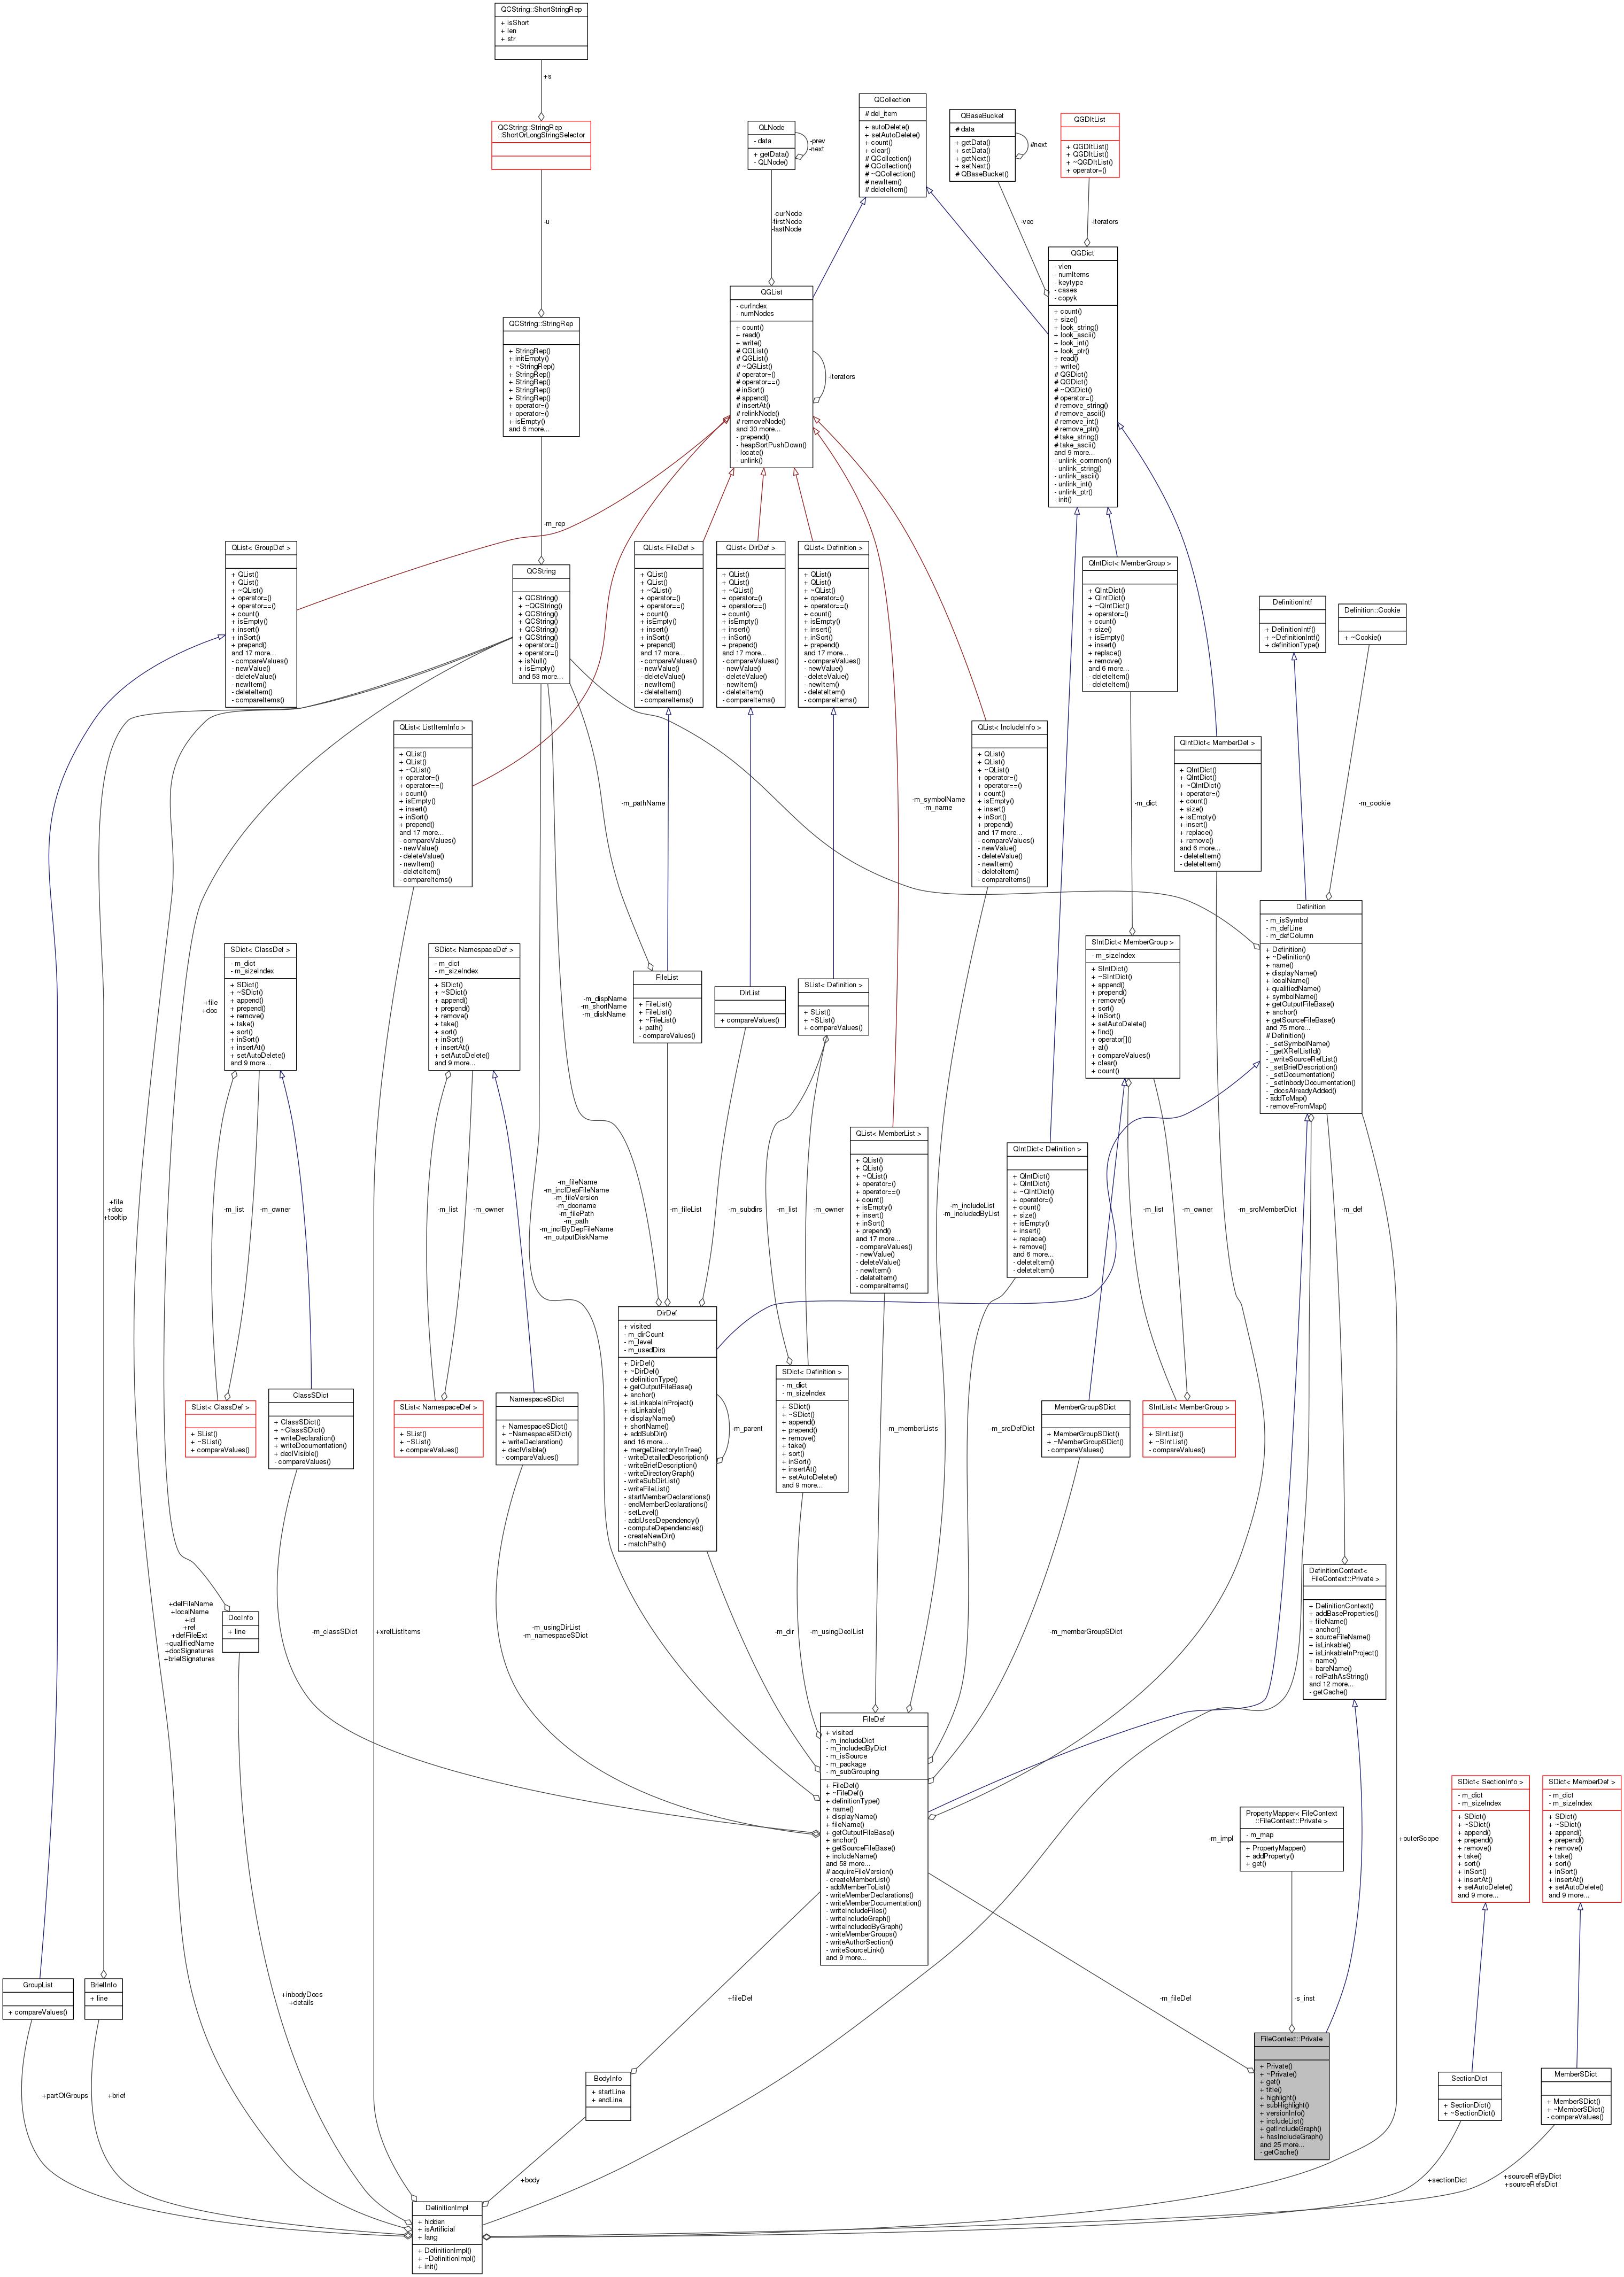 QCString::ShortStringRep
+ isShort
+ len
+ str
+s
QCString::StringRep
::ShortOrLongStringSelector
-u
QCString::StringRep
+ StringRep()
+ initEmpty()
+ ~StringRep()
+ StringRep()
+ StringRep()
+ StringRep()
+ StringRep()
+ operator=()
+ operator=()
+ isEmpty()
and 6 more...
-m_rep
QLNode
- data
+ getData()
- QLNode()
-prev
-next
-curNode
-firstNode
-lastNode
QCollection
# del_item
+ autoDelete()
+ setAutoDelete()
+ count()
+ clear()
# QCollection()
# QCollection()
# ~QCollection()
# newItem()
# deleteItem()
QBaseBucket
# data
+ getData()
+ setData()
+ getNext()
+ setNext()
# QBaseBucket()
#next
-vec
QGDItList
+ QGDItList()
+ QGDItList()
+ ~QGDItList()
+ operator=()
-iterators
QGDict
- vlen
- numItems
- keytype
- cases
- copyk
+ count()
+ size()
+ look_string()
+ look_ascii()
+ look_int()
+ look_ptr()
+ read()
+ write()
# QGDict()
# QGDict()
# ~QGDict()
# operator=()
# remove_string()
# remove_ascii()
# remove_int()
# remove_ptr()
# take_string()
# take_ascii()
and 9 more...
- unlink_common()
- unlink_string()
- unlink_ascii()
- unlink_int()
- unlink_ptr()
- init()
QGList
- curIndex
- numNodes
+ count()
+ read()
+ write()
# QGList()
# QGList()
# ~QGList()
# operator=()
# operator==()
# inSort()
# append()
# insertAt()
# relinkNode()
# removeNode()
and 30 more...
- prepend()
- heapSortPushDown()
- locate()
- unlink()
-iterators
QList< GroupDef >
+ QList()
+ QList()
+ ~QList()
+ operator=()
+ operator==()
+ count()
+ isEmpty()
+ insert()
+ inSort()
+ prepend()
and 17 more...
- compareValues()
- newValue()
- deleteValue()
- newItem()
- deleteItem()
- compareItems()
QCString
+ QCString()
+ ~QCString()
+ QCString()
+ QCString()
+ QCString()
+ QCString()
+ operator=()
+ operator=()
+ isNull()
+ isEmpty()
and 53 more...
QList< FileDef >
+ QList()
+ QList()
+ ~QList()
+ operator=()
+ operator==()
+ count()
+ isEmpty()
+ insert()
+ inSort()
+ prepend()
and 17 more...
- compareValues()
- newValue()
- deleteValue()
- newItem()
- deleteItem()
- compareItems()
QList< DirDef >
+ QList()
+ QList()
+ ~QList()
+ operator=()
+ operator==()
+ count()
+ isEmpty()
+ insert()
+ inSort()
+ prepend()
and 17 more...
- compareValues()
- newValue()
- deleteValue()
- newItem()
- deleteItem()
- compareItems()
QList< Definition >
+ QList()
+ QList()
+ ~QList()
+ operator=()
+ operator==()
+ count()
+ isEmpty()
+ insert()
+ inSort()
+ prepend()
and 17 more...
- compareValues()
- newValue()
- deleteValue()
- newItem()
- deleteItem()
- compareItems()
QIntDict< MemberGroup >
+ QIntDict()
+ QIntDict()
+ ~QIntDict()
+ operator=()
+ count()
+ size()
+ isEmpty()
+ insert()
+ replace()
+ remove()
and 6 more...
- deleteItem()
- deleteItem()
DefinitionIntf
+ DefinitionIntf()
+ ~DefinitionIntf()
+ definitionType()
Definition::Cookie
+ ~Cookie()
QList< ListItemInfo >
+ QList()
+ QList()
+ ~QList()
+ operator=()
+ operator==()
+ count()
+ isEmpty()
+ insert()
+ inSort()
+ prepend()
and 17 more...
- compareValues()
- newValue()
- deleteValue()
- newItem()
- deleteItem()
- compareItems()
QList< IncludeInfo >
+ QList()
+ QList()
+ ~QList()
+ operator=()
+ operator==()
+ count()
+ isEmpty()
+ insert()
+ inSort()
+ prepend()
and 17 more...
- compareValues()
- newValue()
- deleteValue()
- newItem()
- deleteItem()
- compareItems()
QIntDict< MemberDef >
+ QIntDict()
+ QIntDict()
+ ~QIntDict()
+ operator=()
+ count()
+ size()
+ isEmpty()
+ insert()
+ replace()
+ remove()
and 6 more...
- deleteItem()
- deleteItem()
-m_pathName
-m_symbolName
-m_name
-m_dict
-m_cookie
Definition
- m_isSymbol
- m_defLine
- m_defColumn
+ Definition()
+ ~Definition()
+ name()
+ displayName()
+ localName()
+ qualifiedName()
+ symbolName()
+ getOutputFileBase()
+ anchor()
+ getSourceFileBase()
and 75 more...
# Definition()
- _setSymbolName()
- _getXRefListId()
- _writeSourceRefList()
- _setBriefDescription()
- _setDocumentation()
- _setInbodyDocumentation()
- _docsAlreadyAdded()
- addToMap()
- removeFromMap()
SDict< ClassDef >
- m_dict
- m_sizeIndex
+ SDict()
+ ~SDict()
+ append()
+ prepend()
+ remove()
+ take()
+ sort()
+ inSort()
+ insertAt()
+ setAutoDelete()
and 9 more...
SDict< NamespaceDef >
- m_dict
- m_sizeIndex
+ SDict()
+ ~SDict()
+ append()
+ prepend()
+ remove()
+ take()
+ sort()
+ inSort()
+ insertAt()
+ setAutoDelete()
and 9 more...
+file
+doc
-m_dispName
-m_shortName
-m_diskName
FileList
+ FileList()
+ FileList()
+ ~FileList()
+ path()
- compareValues()
DirList
+ compareValues()
SList< Definition >
+ SList()
+ ~SList()
+ compareValues()
SIntDict< MemberGroup >
- m_sizeIndex
+ SIntDict()
+ ~SIntDict()
+ append()
+ prepend()
+ remove()
+ sort()
+ inSort()
+ setAutoDelete()
+ find()
+ operator[]()
+ at()
+ compareValues()
+ clear()
+ count()
QList< MemberList >
+ QList()
+ QList()
+ ~QList()
+ operator=()
+ operator==()
+ count()
+ isEmpty()
+ insert()
+ inSort()
+ prepend()
and 17 more...
- compareValues()
- newValue()
- deleteValue()
- newItem()
- deleteItem()
- compareItems()
QIntDict< Definition >
+ QIntDict()
+ QIntDict()
+ ~QIntDict()
+ operator=()
+ count()
+ size()
+ isEmpty()
+ insert()
+ replace()
+ remove()
and 6 more...
- deleteItem()
- deleteItem()
+file
+doc
+tooltip
-m_list
-m_owner
-m_list
-m_owner
-m_fileName
-m_inclDepFileName
-m_fileVersion
-m_docname
-m_filePath
-m_path
-m_inclByDepFileName
-m_outputDiskName
-m_fileList
-m_subdirs
-m_list
-m_owner
-m_includeList
-m_includedByList
-m_list
-m_owner
-m_srcMemberDict
-m_def
DirDef
+ visited
- m_dirCount
- m_level
- m_usedDirs
+ DirDef()
+ ~DirDef()
+ definitionType()
+ getOutputFileBase()
+ anchor()
+ isLinkableInProject()
+ isLinkable()
+ displayName()
+ shortName()
+ addSubDir()
and 16 more...
+ mergeDirectoryInTree()
- writeDetailedDescription()
- writeBriefDescription()
- writeDirectoryGraph()
- writeSubDirList()
- writeFileList()
- startMemberDeclarations()
- endMemberDeclarations()
- setLevel()
- addUsesDependency()
- computeDependencies()
- createNewDir()
- matchPath()
-m_parent
SDict< Definition >
- m_dict
- m_sizeIndex
+ SDict()
+ ~SDict()
+ append()
+ prepend()
+ remove()
+ take()
+ sort()
+ inSort()
+ insertAt()
+ setAutoDelete()
and 9 more...
SList< ClassDef >
+ SList()
+ ~SList()
+ compareValues()
ClassSDict
+ ClassSDict()
+ ~ClassSDict()
+ writeDeclaration()
+ writeDocumentation()
+ declVisible()
- compareValues()
SList< NamespaceDef >
+ SList()
+ ~SList()
+ compareValues()
NamespaceSDict
+ NamespaceSDict()
+ ~NamespaceSDict()
+ writeDeclaration()
+ declVisible()
- compareValues()
-m_memberLists
-m_srcDefDict
MemberGroupSDict
+ MemberGroupSDict()
+ ~MemberGroupSDict()
- compareValues()
SIntList< MemberGroup >
+ SIntList()
+ ~SIntList()
- compareValues()
DefinitionContext<
FileContext::Private >
+ DefinitionContext()
+ addBaseProperties()
+ fileName()
+ anchor()
+ sourceFileName()
+ isLinkable()
+ isLinkableInProject()
+ name()
+ bareName()
+ relPathAsString()
and 12 more...
- getCache()
+defFileName
+localName
+id
+ref
+defFileExt
+qualifiedName
+docSignatures
+briefSignatures
DocInfo
+ line
-m_classSDict
+xrefListItems
-m_usingDirList
-m_namespaceSDict
-m_dir
-m_usingDeclList
-m_memberGroupSDict
FileDef
+ visited
- m_includeDict
- m_includedByDict
- m_isSource
- m_package
- m_subGrouping
+ FileDef()
+ ~FileDef()
+ definitionType()
+ name()
+ displayName()
+ fileName()
+ getOutputFileBase()
+ anchor()
+ getSourceFileBase()
+ includeName()
and 58 more...
# acquireFileVersion()
- createMemberList()
- addMemberToList()
- writeMemberDeclarations()
- writeMemberDocumentation()
- writeIncludeFiles()
- writeIncludeGraph()
- writeIncludedByGraph()
- writeMemberGroups()
- writeAuthorSection()
- writeSourceLink()
and 9 more...
-m_impl
PropertyMapper< FileContext
::FileContext::Private >
- m_map
+ PropertyMapper()
+ addProperty()
+ get()
+outerScope
SDict< SectionInfo >
- m_dict
- m_sizeIndex
+ SDict()
+ ~SDict()
+ append()
+ prepend()
+ remove()
+ take()
+ sort()
+ inSort()
+ insertAt()
+ setAutoDelete()
and 9 more...
SDict< MemberDef >
- m_dict
- m_sizeIndex
+ SDict()
+ ~SDict()
+ append()
+ prepend()
+ remove()
+ take()
+ sort()
+ inSort()
+ insertAt()
+ setAutoDelete()
and 9 more...
GroupList
+ compareValues()
BriefInfo
+ line
+inbodyDocs
+details
+fileDef
-m_fileDef
-s_inst
FileContext::Private
+ Private()
+ ~Private()
+ get()
+ title()
+ highlight()
+ subHighlight()
+ versionInfo()
+ includeList()
+ getIncludeGraph()
+ hasIncludeGraph()
and 25 more...
- getCache()
BodyInfo
+ startLine
+ endLine
SectionDict
+ SectionDict()
+ ~SectionDict()
MemberSDict
+ MemberSDict()
+ ~MemberSDict()
- compareValues()
+partOfGroups
+brief
+body
+sectionDict
+sourceRefByDict
+sourceRefsDict
DefinitionImpl
+ hidden
+ isArtificial
+ lang
+ DefinitionImpl()
+ ~DefinitionImpl()
+ init()